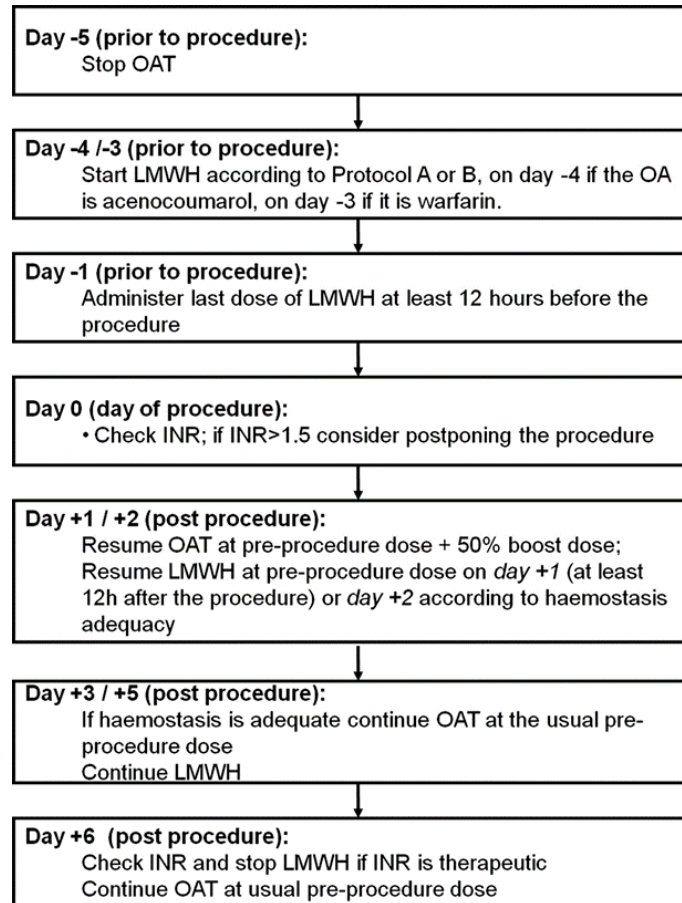 Day -5 (prior to procedure):
Stop OAT
Day -4 /-3 (prior to procedure):
Start LMWH according to Protocol A or B, on day -4 if the OA
is acenocoumarol, on day -3 if it is warfarin.
Day -1 (prior to procedure):
Administer last dose of LMWH at least 12 hours before the
procedure
Day 0 (day of procedure):
• Check INR; if INR>1.5 consider postponing the procedure
Day +1 / +2 (post procedure):
Resume OAT at pre-procedure dose + 50% boost dose;
Resume LMWH at pre-procedure dose on day +1 (at least
12h after the procedure) or day +2 according to haemostasis
adequacy
Day +3 / +5 (post procedure):
If haemostasis is adequate continue OAT at the usual pre-
procedure dose
Continue LMWH
Day +6  (post procedure):
Check INR and stop LMWH if INR is therapeutic
Continue OAT at usual pre-procedure dose